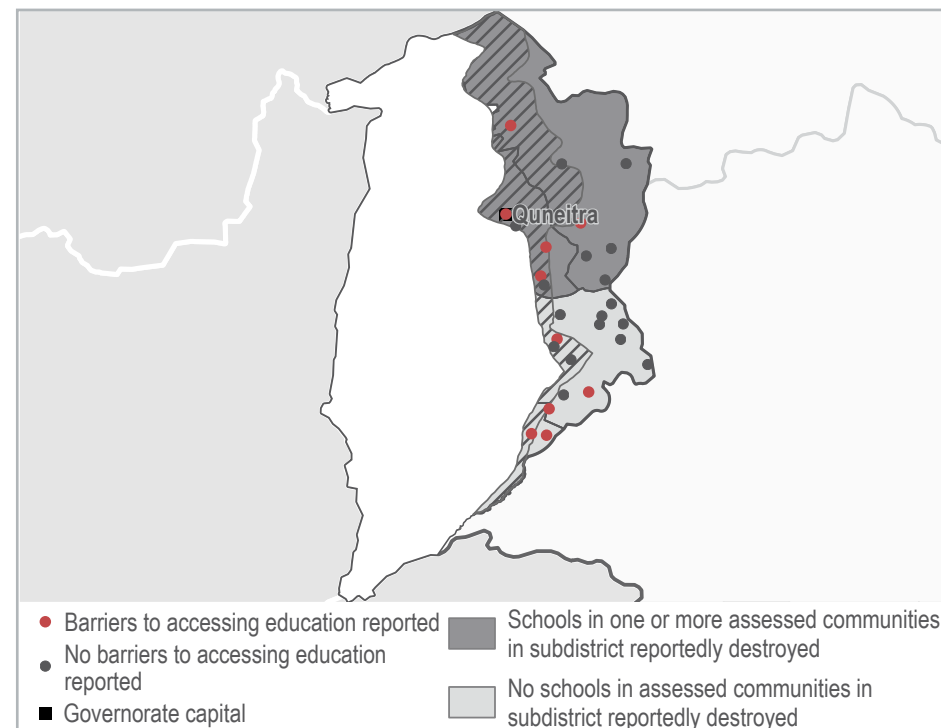 Quneitra
Barriers to accessing education reported
No barriers to accessing education
reported
Governorate capital
Schools in one or more assessed communities
in subdistrict reportedly destroyed
No schools in assessed communities in
subdistrict reportedly destroyed